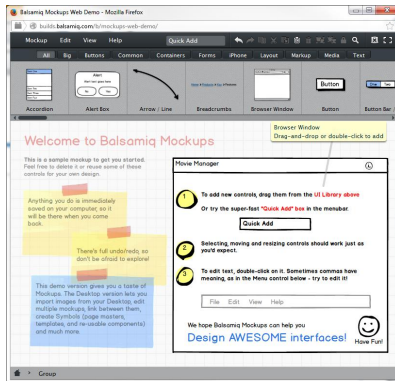 Balsamiq Mockups Web Demo - Mozilla Firefox
builds.balsamiq.com/b/mockups-web-demo/
Mockup Edit View Help Quick Add
All Big Buttons Common Containers Forms iPhone Layout Markup Media Text
Alert
No Yes
Button
Accordion Alert Box Arrow / Line Breadcrumbs Browser Window Button Button Bar /
Browser Window
Drag-and-drop or double-click to add
Welcome to Balsamiq Mockups
This is a sample mockup to get you started.
Feel free to delete it or reuse some of these
controls for your own design.
Anything you do is immediately
saved on your computer, so it
will be there when you come
back.
There's full undo/redo, so
don't be afraid to explore!
This demo version gives you a taste of
Mockups. The Desktop version lets you
import images from your Desktop, edit
multiple mockups, link between them,
create Symbols (page masters,
templates, and re-usable components)
and much more.
Movie Manager
1
To add new controls, drag them from the UI Library above
Or try the super-fast "Quick Add" box in the menubar.
Quick Add
2
Selecting, moving and resizing controls should work just as
you'd expect.
3
To edit text, double-click on it. Sometimes commas have
meaning, as in the Menu control below - try to edit it!
File Edit View Help
We hope Balsamiq Mockups can help you
Design AWESOME interfaces!
Have Fun!
Group